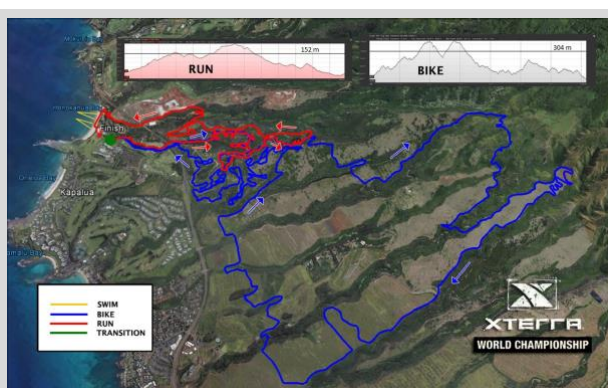 152 m
RUN
304 m
BIKE
Finish
Kapalua
SWIM
BIKE
RUN
TRANSITION
XTERRA
WORLD CHAMPIONSHIP